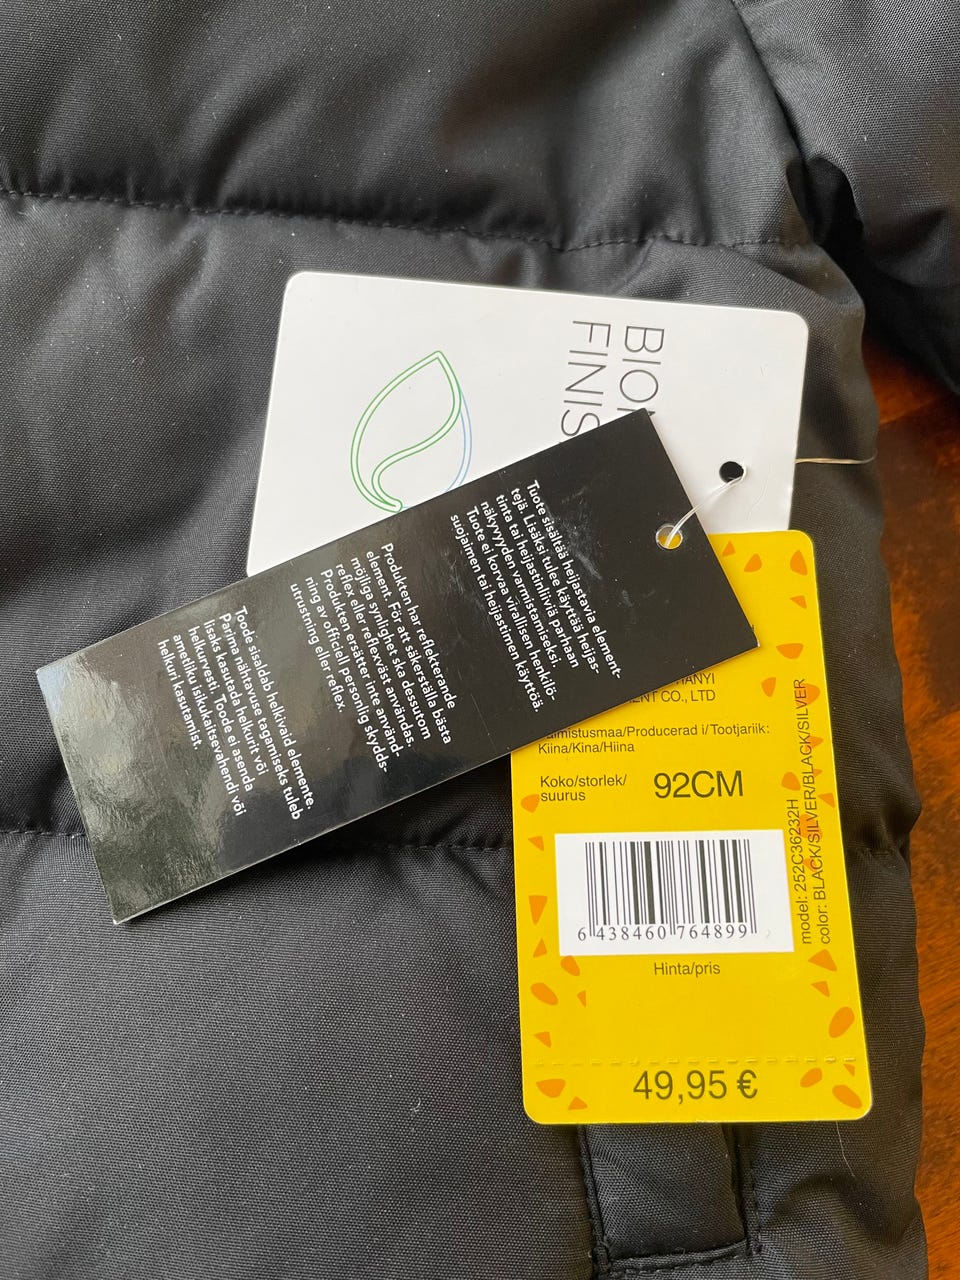 FINIS
Tuote sisältää heijastavia element-
tejä. Lisäksi tulee käyttää heijas-
tinta tai heijastinliiviä parhaan
näkyvyyden varmistamiseksi.
Tuote ei korvaa virallisen henkilö-
suojaimen tai heijastimen käyttöä.
Produkten har reflekterande
element. För att säkerställa bästa
möjliga synlighet ska dessutom
reflex eller reflexväst användas.
Produkten ersätter inte använd-
ning av officiell personlig skydds-
utrustning eller reflex.
Toode sisaldab helkivaid elemente.
Parima nähtavuse tagamiseks tuleb
lisaks kasutada helkurit või
helkurvesti. Toode ei asenda
ametliku isikukaitsevahendi või
helkuri kasutamist.
CO., LTD
/Producerad i/Tootjariik:
Kiina/Kina/Hiina
Koko/storlek/
suurus
92CM
6 438460 764899
Hinta/pris
49,95 €
model: 252C36232H
color: BLACK/SILVER/BLACK/SILVER